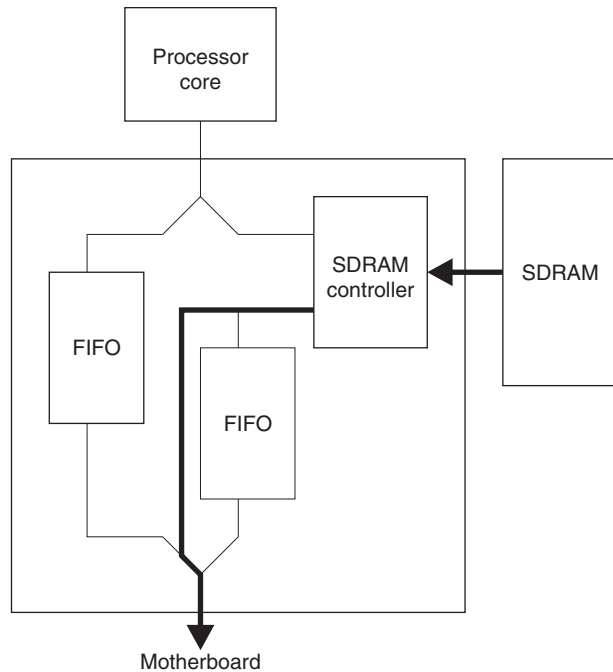 Processor
core
SDRAM
controller
SDRAM
FIFO
FIFO
Motherboard